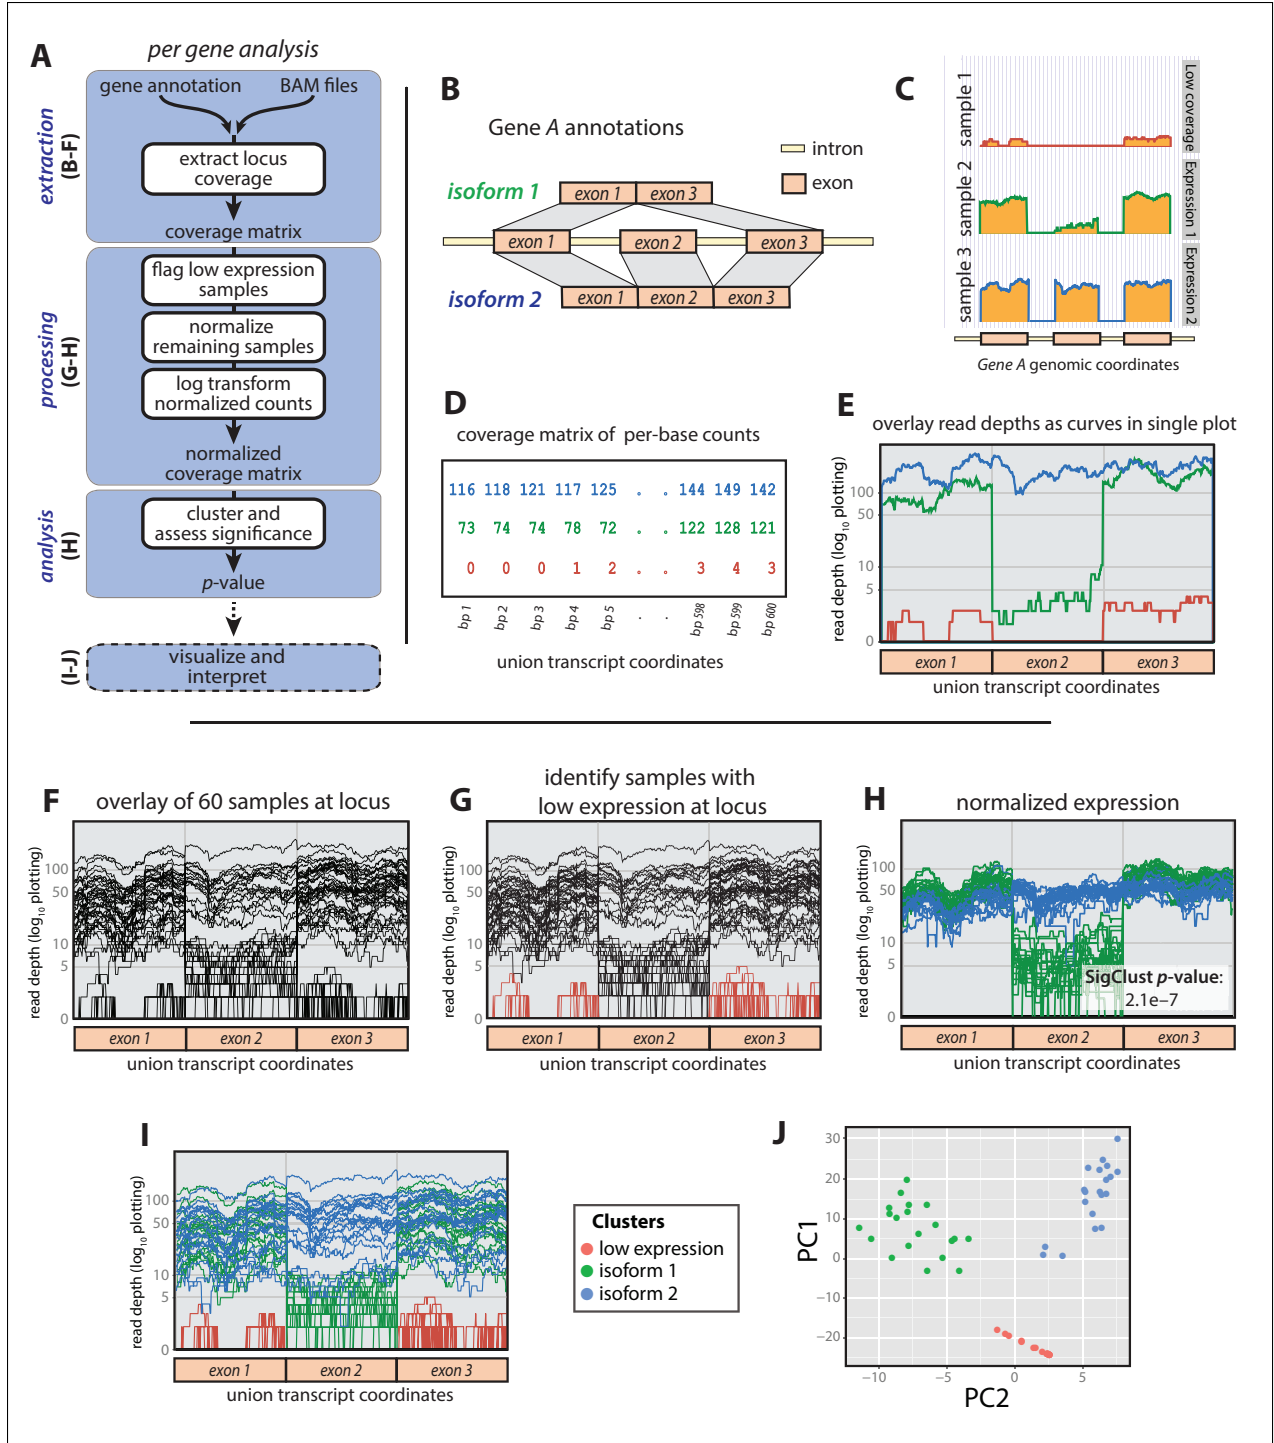 A
per gene analysis
gene annotation
BAM files
extract locus
coverage
coverage matrix
extraction
(B-F)
flag low expression
samples
normalize
remaining samples
log transform
normalized counts
normalized
coverage matrix
processing
(G-H)
cluster and
assess significance
p-value
analysis
(H)
visualize and
interpret
(I-J)
B
Gene A annotations
intron
exon
isoform 1
exon 1
exon 3
exon 1
exon 2
exon 3
isoform 2
exon 1
exon 2
exon 3
C
sample 1
sample 2
sample 3
Low coverage
Expression 1
Expression 2
Gene A genomic coordinates
D
coverage matrix of per-base counts
116 118 121 117 125 . . 144 149 142
73 74 74 78 72 . . 122 128 121
0 0 0 1 2 . . 3 4 3
bp 1 bp 2 bp 3 bp 4 bp 5 . . bp 598 bp 599 bp 600
union transcript coordinates
E
overlay read depths as curves in single plot
read depth (log10 plotting)
100
50
10
5
0
exon 1
exon 2
exon 3
union transcript coordinates
F
overlay of 60 samples at locus
read depth (log10 plotting)
100
50
10
5
0
exon 1
exon 2
exon 3
union transcript coordinates
G
identify samples with
low expression at locus
read depth (log10 plotting)
100
50
10
5
0
exon 1
exon 2
exon 3
union transcript coordinates
H
normalized expression
read depth (log10 plotting)
100
50
10
5
0
SigClust p-value:
2.1e−7
exon 1
exon 2
exon 3
union transcript coordinates
I
read depth (log10 plotting)
100
50
10
5
0
exon 1
exon 2
exon 3
union transcript coordinates
Clusters
low expression
isoform 1
isoform 2
J
PC1
30
20
10
0
−10
−20
−10
−5
0
5
PC2